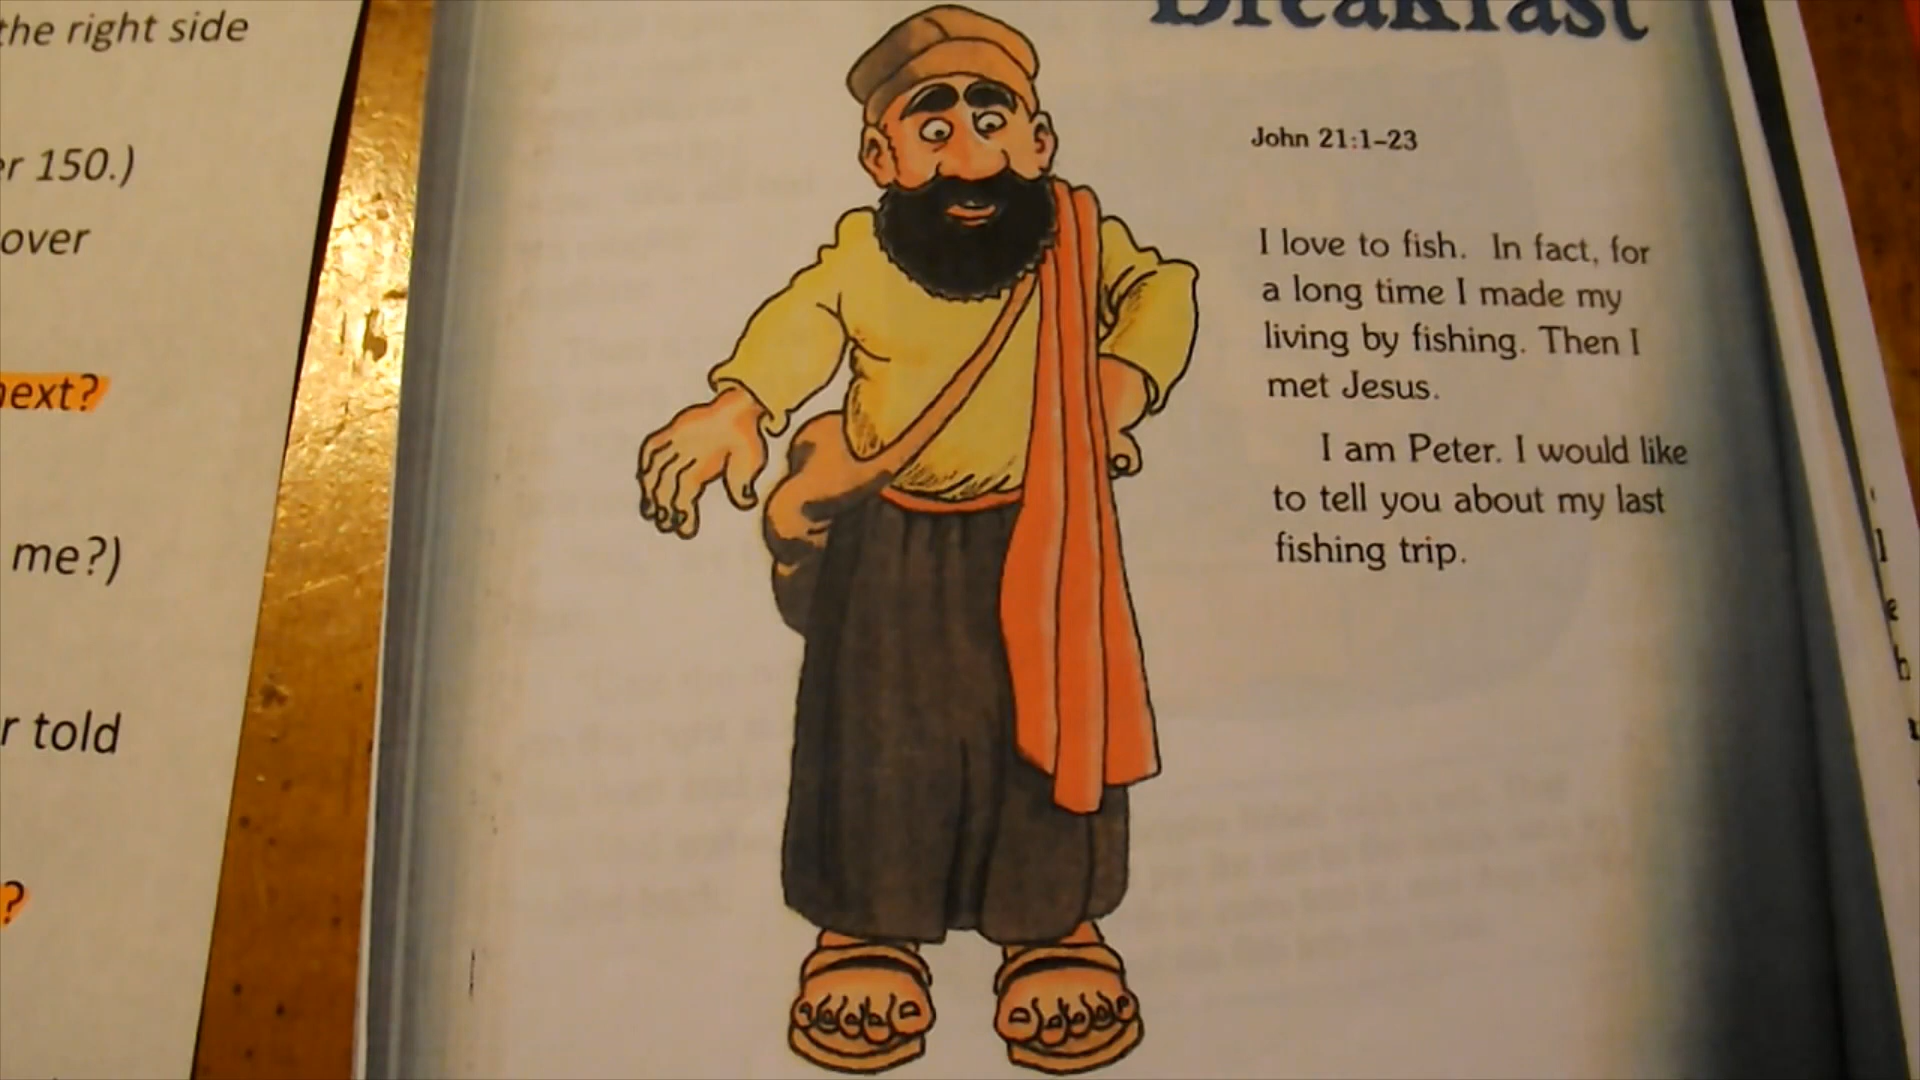 the right side
150.)
over
next?
me?)
told
?
Breakfast
John 21:1–23
I love to fish. In fact, for
a long time I made my
living by fishing. Then I
met Jesus.
I am Peter. I would like
to tell you about my last
fishing trip.